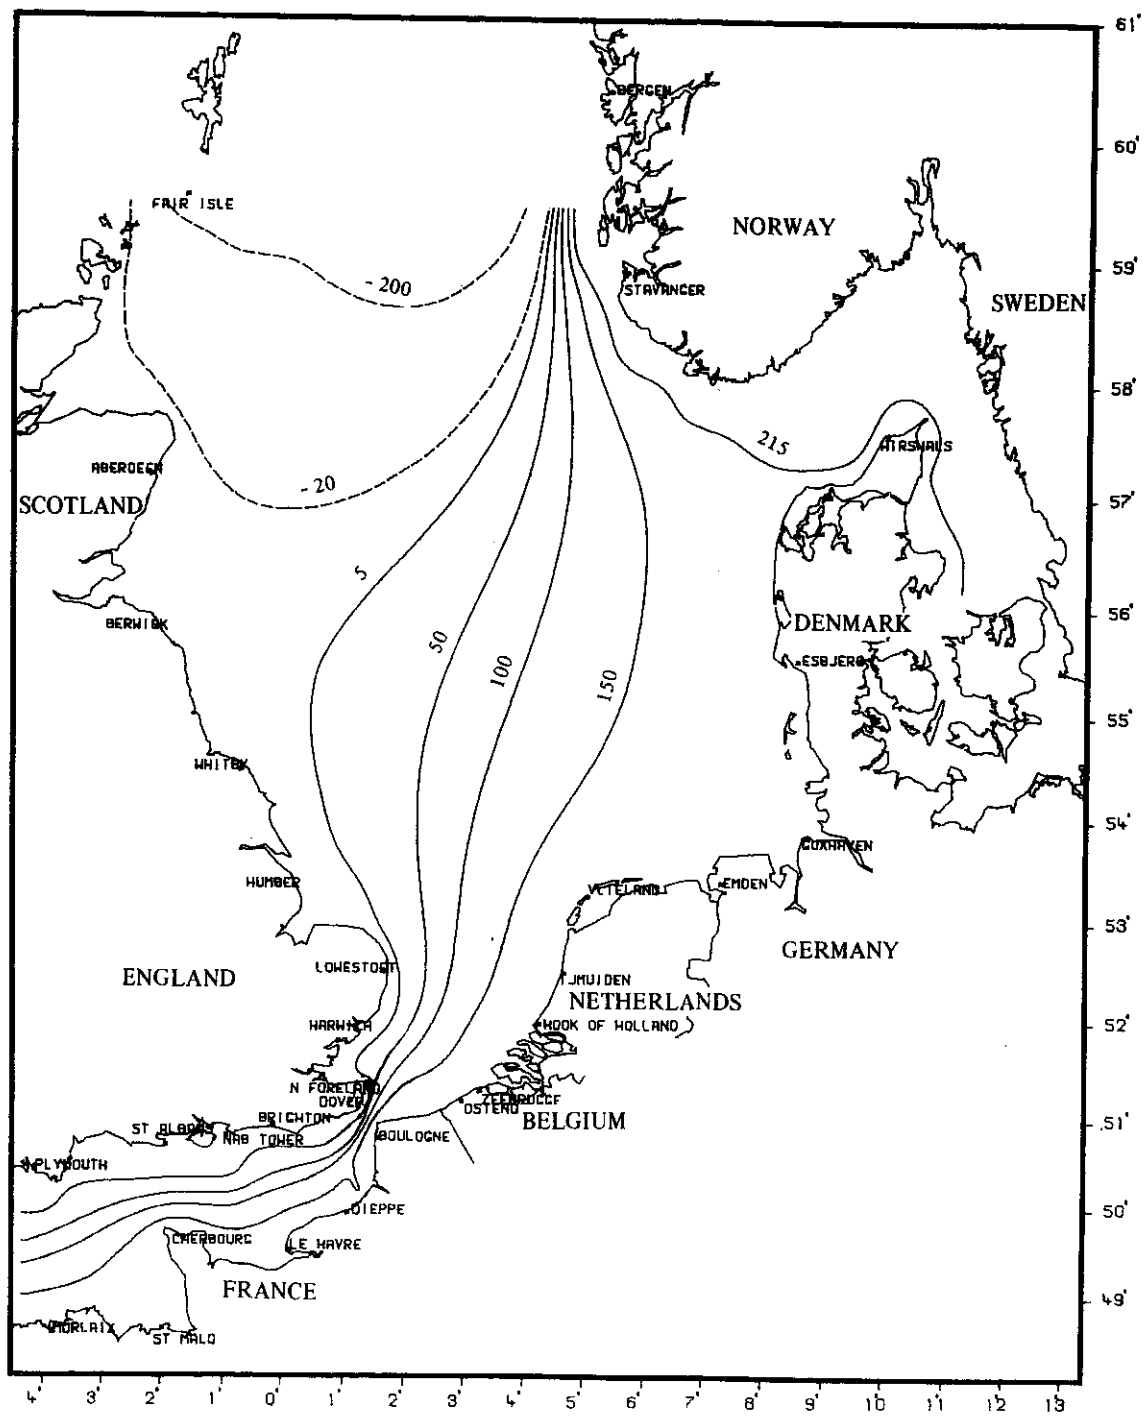 61°
BERGEN
60°
FAIR ISLE
NORWAY
59°
- 200
STAVANGER
SWEDEN
58°
215
HIRSHALS
ABERDEEN
- 20
SCOTLAND
57°
5
56°
BERWICK
50
DENMARK
100
150
ESBJERG
55°
WHITBY
54°
CUXHAVEN
HUMBER
EMDEN
53°
GERMANY
ENGLAND
LOWESTOFT
IJMUIDEN
NETHERLANDS
HARWICH
HOOK OF HOLLAND
52°
N FORELAND
DOVER
ZEEBRUGGE
OSTEND
BRIGHTON
BELGIUM
ST ALBANS
NAB TOWER
BOULOGNE
51°
PLYMOUTH
DIEPPE
50°
CHERBOURG
LE HAVRE
FRANCE
49°
MORLAIX
ST MALO
4° 3° 2° 1° 0° 1° 2° 3° 4° 5° 6° 7° 8° 9° 10° 11° 12° 13°